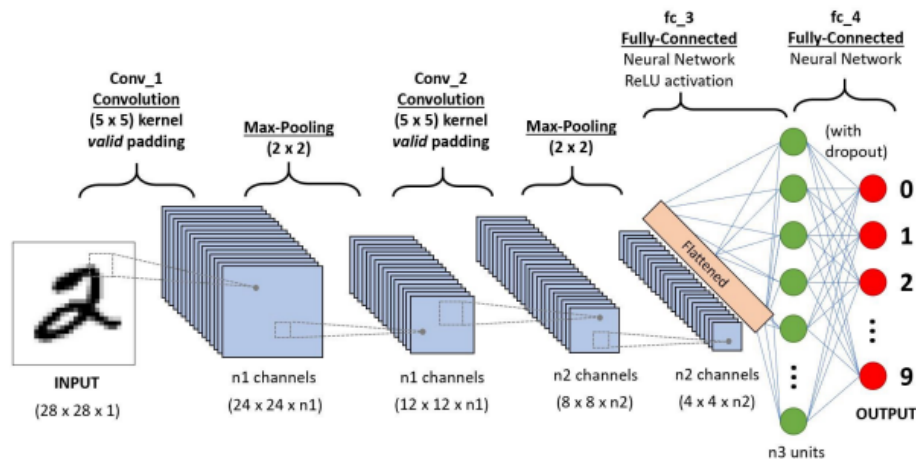 fc_3
Fully-Connected
Neural Network
ReLU activation
fc_4
Fully-Connected
Neural Network
Conv_1
Convolution
(5 x 5) kernel
valid padding
Max-Pooling
(2 x 2)
Conv_2
Convolution
(5 x 5) kernel
valid padding
Max-Pooling
(2 x 2)
(with
dropout)
Flattened
0
1
2
9
INPUT
(28 x 28 x 1)
n1 channels
(24 x 24 x n1)
n1 channels
(12 x 12 x n1)
n2 channels
(8 x 8 x n2)
n2 channels
(4 x 4 x n2)
OUTPUT
n3 units